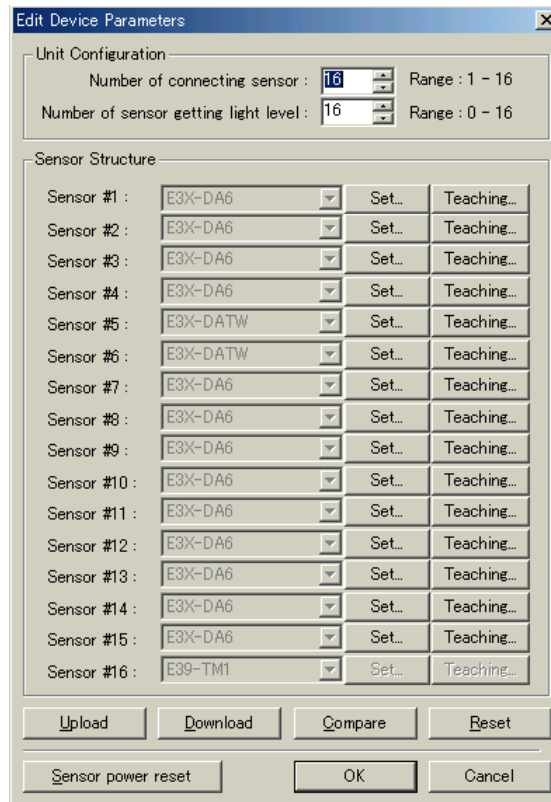 Edit Device Parameters
Unit Configuration
Number of connecting sensor : 16 Range : 1 - 16
Number of sensor getting light level : 16 Range : 0 - 16
Sensor Structure
Sensor #1 : E3X-DA6 Set... Teaching...
Sensor #2 : E3X-DA6 Set... Teaching...
Sensor #3 : E3X-DA6 Set... Teaching...
Sensor #4 : E3X-DA6 Set... Teaching...
Sensor #5 : E3X-DATW Set... Teaching...
Sensor #6 : E3X-DATW Set... Teaching...
Sensor #7 : E3X-DA6 Set... Teaching...
Sensor #8 : E3X-DA6 Set... Teaching...
Sensor #9 : E3X-DA6 Set... Teaching...
Sensor #10 : E3X-DA6 Set... Teaching...
Sensor #11 : E3X-DA6 Set... Teaching...
Sensor #12 : E3X-DA6 Set... Teaching...
Sensor #13 : E3X-DA6 Set... Teaching...
Sensor #14 : E3X-DA6 Set... Teaching...
Sensor #15 : E3X-DA6 Set... Teaching...
Sensor #16 : E39-TM1 Set... Teaching...
Upload Download Compare Reset
Sensor power reset OK Cancel